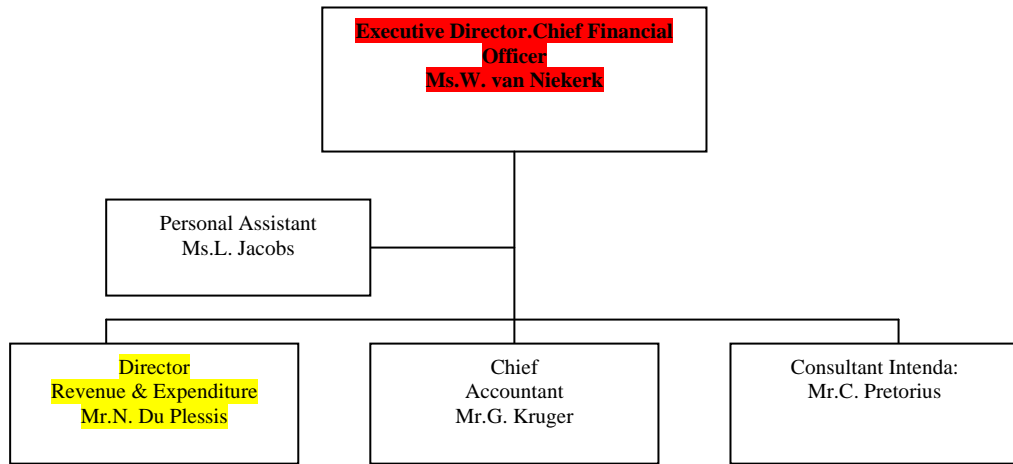 Executive Director.Chief Financial
Officer
Ms.W. van Niekerk
Personal Assistant
Ms.L. Jacobs
Director
Revenue & Expenditure
Mr.N. Du Plessis
Chief
Accountant
Mr.G. Kruger
Consultant Intenda:
Mr.C. Pretorius